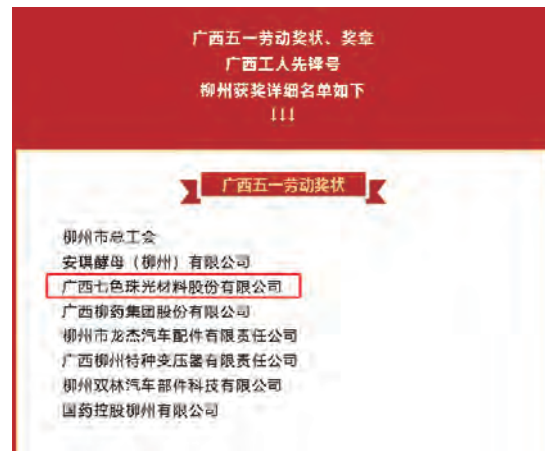 广西五一劳动奖状、奖章
广西工人先锋号
柳州获奖详细名单如下
↓↓↓
广西五一劳动奖状
柳州市总工会
安琪酵母（柳州）有限公司
广西七色珠光材料股份有限公司
广西柳药集团股份有限公司
柳州市龙杰汽车配件有限责任公司
广西柳州特种变压器有限责任公司
柳州双林汽车部件科技有限公司
国药控股柳州有限公司